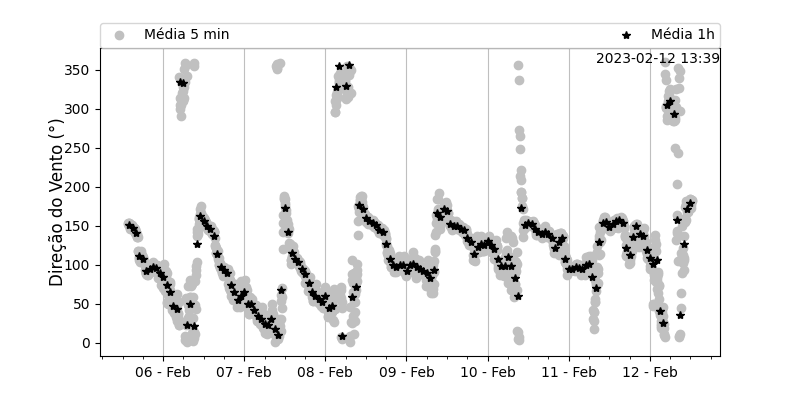 Média 5 min
Média 1h
2023-02-12 13:39
Direção do Vento (°)
350
300
250
200
150
100
50
0
06 - Feb
07 - Feb
08 - Feb
09 - Feb
10 - Feb
11 - Feb
12 - Feb